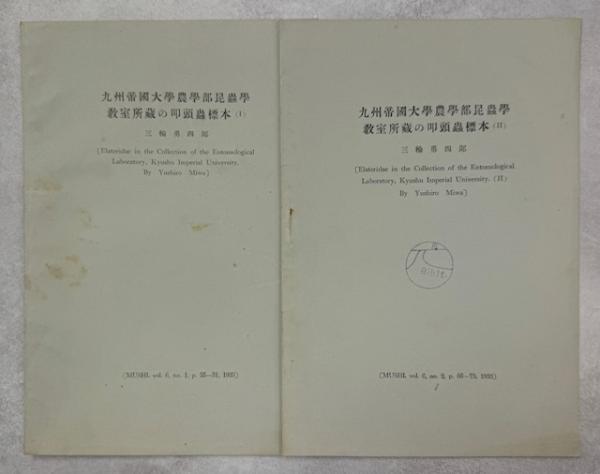 九州帝國大學農學部昆蟲學
教室所藏の叩頭蟲標本 (I)
三輪勇四郎
[Elateridae in the Collection of the Entomological
Laboratory, Kyushu Imperial University.
By Yushiro Miwa]
(MUSHI. vol. 6, no. 1, p. 25—31, 1933)
九州帝國大學農學部昆蟲學
教室所藏の叩頭蟲標本 (II)
三輪勇四郎
[Elateridae in the Collection of the Entomological
Laboratory, Kyushu Imperial University. (II)
By Yushiro Miwa]
Bibl.
(MUSHI. vol. 6, no. 2, p. 1933)